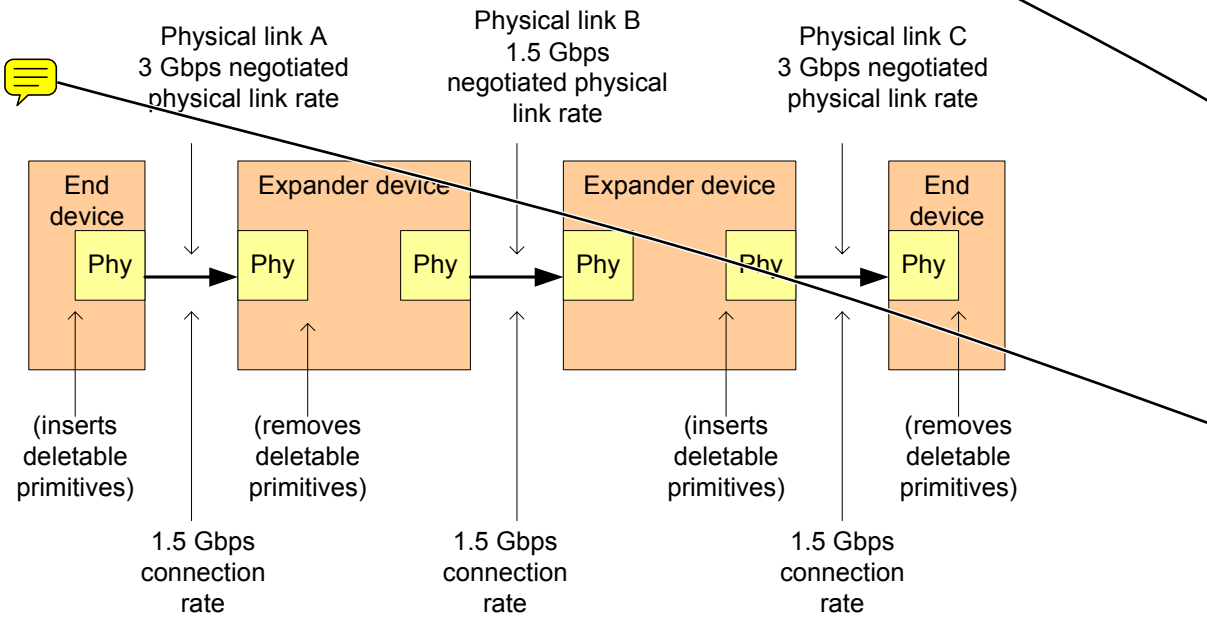 Physical link A
3 Gbps negotiated
physical link rate
Physical link B
1.5 Gbps
negotiated physical
link rate
Physical link C
3 Gbps negotiated
physical link rate
End
device
Expander device
Expander device
End
device
Phy
Phy
Phy
Phy
Phy
Phy
(inserts
deletable
primitives)
(removes
deletable
primitives)
(inserts
deletable
primitives)
(removes
deletable
primitives)
1.5 Gbps
connection
rate
1.5 Gbps
connection
rate
1.5 Gbps
connection
rate